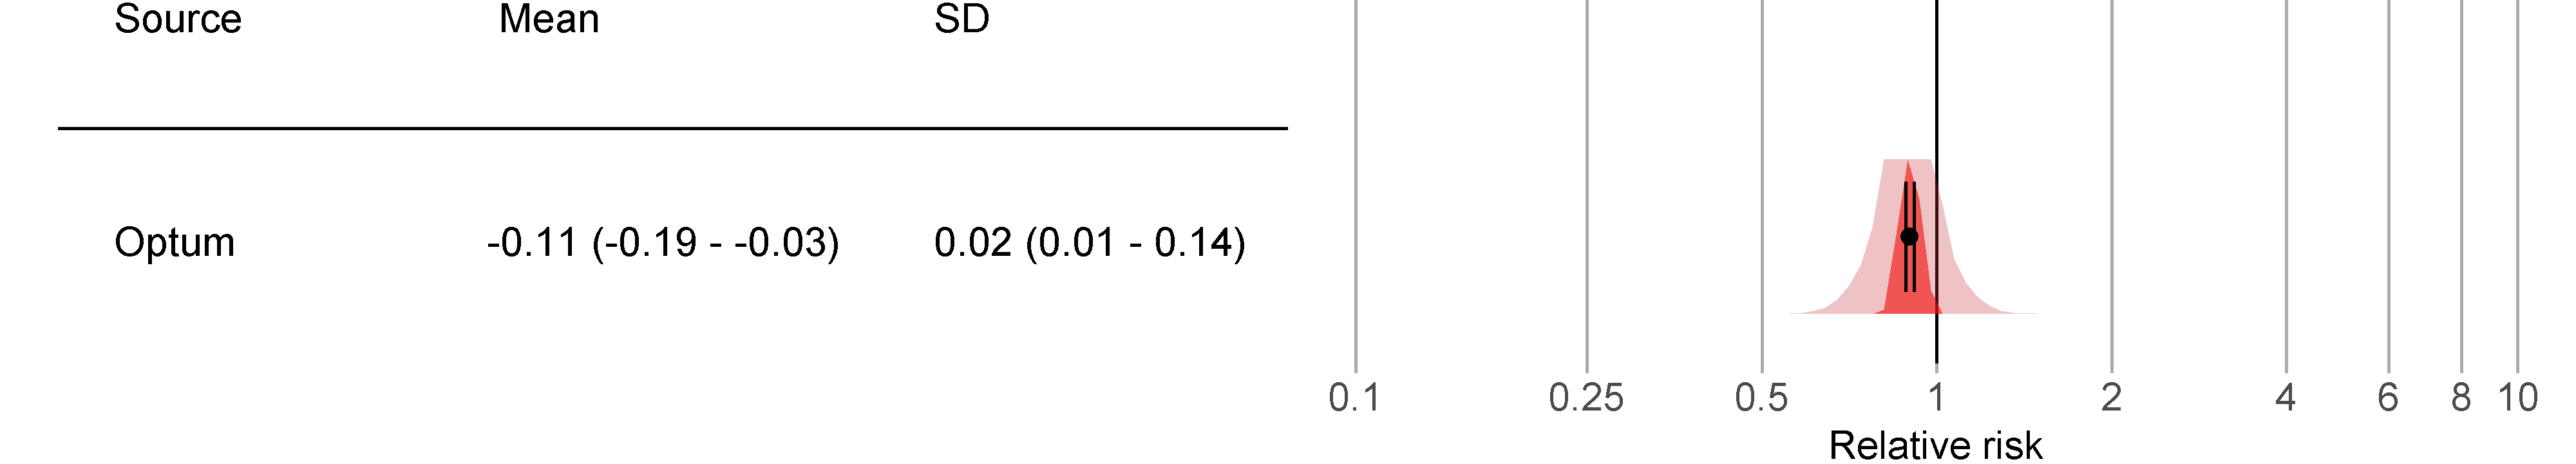 Source Mean SD
Optum -0.11 (-0.19 - -0.03) 0.02 (0.01 - 0.14)
0.1 0.25 0.5 1 2 4 6 8 10
Relative risk